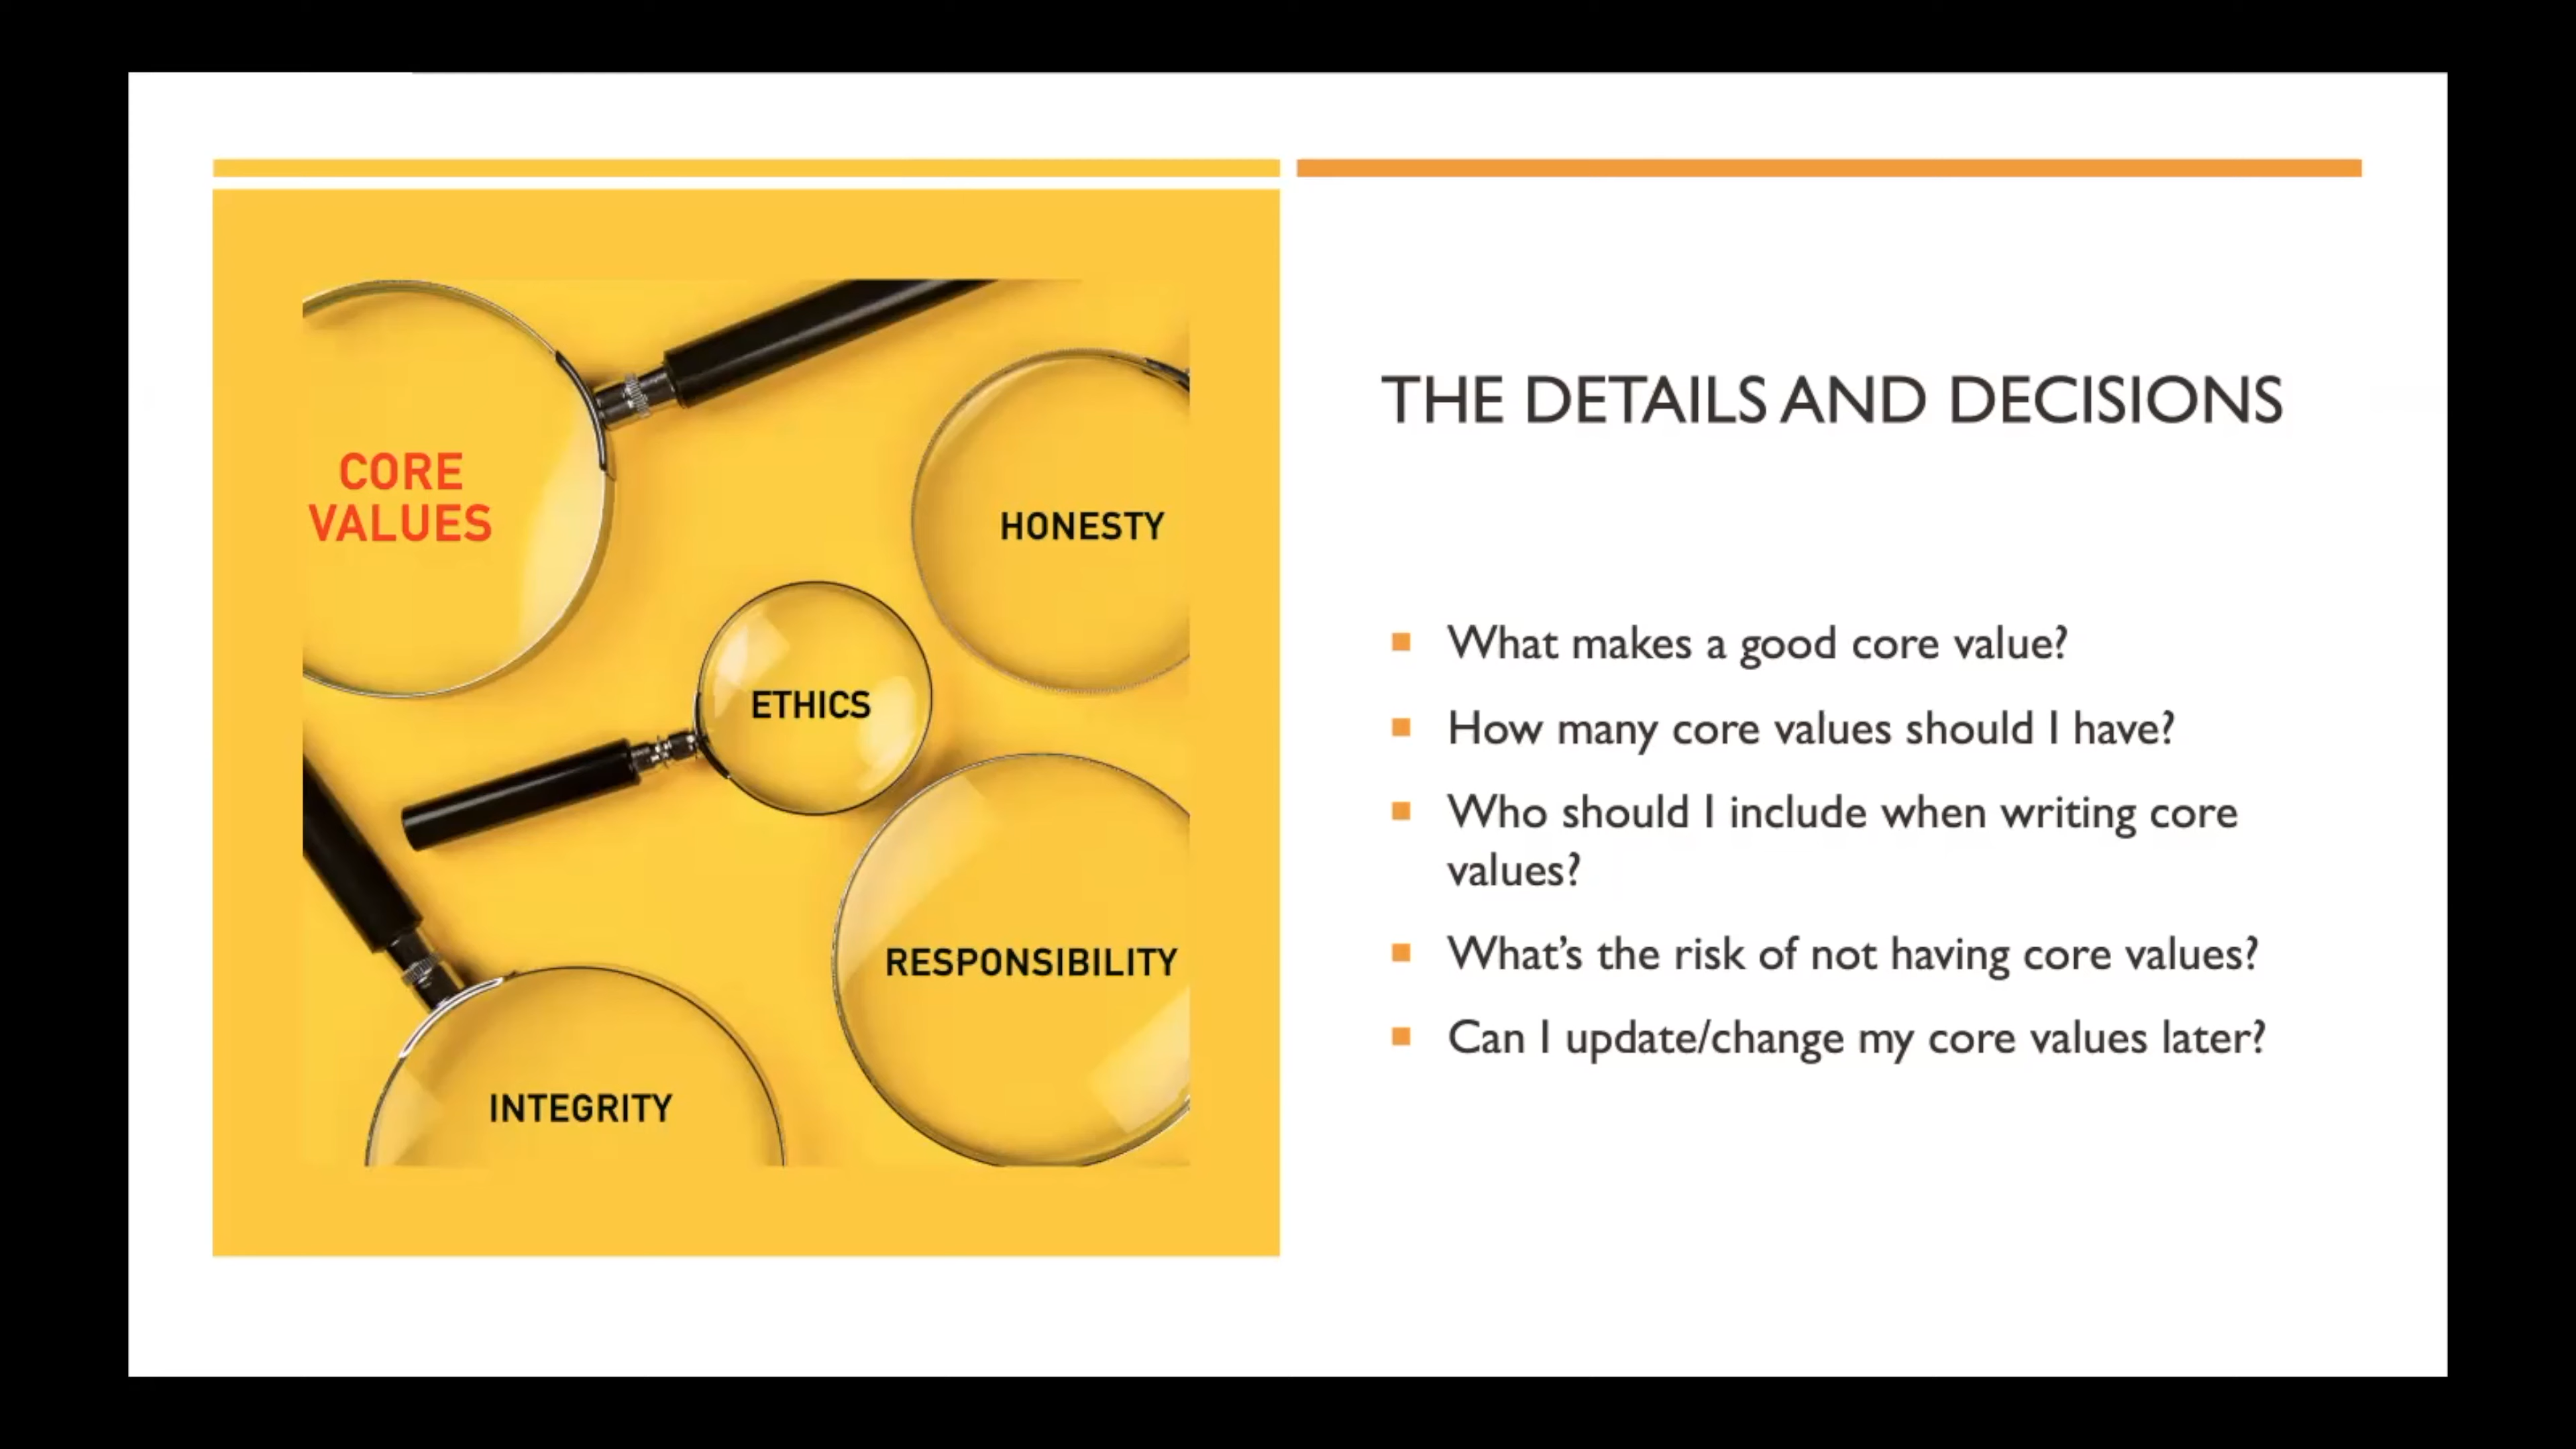 CORE
VALUES
HONESTY
ETHICS
RESPONSIBILITY
INTEGRITY
THE DETAILS AND DECISIONS
What makes a good core value?
How many core values should I have?
Who should I include when writing core
values?
What's the risk of not having core values?
Can I update/change my core values later?